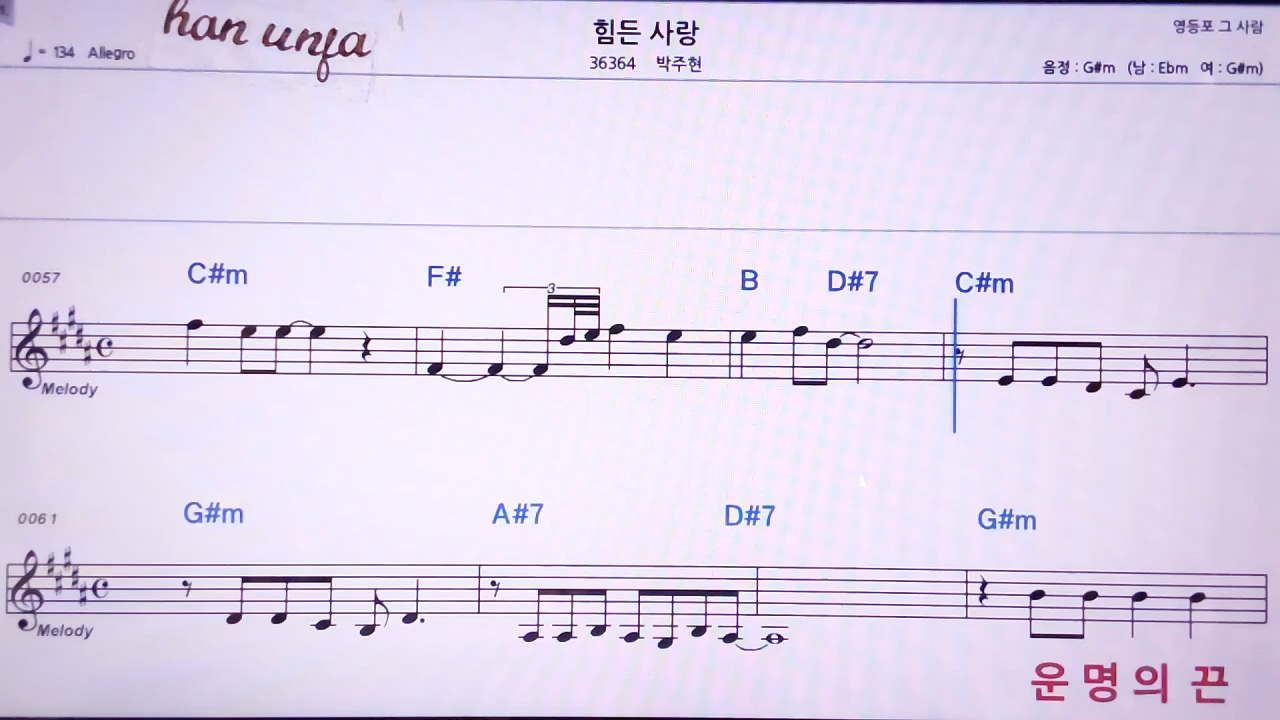 han unja
힘든 사랑
영등포 그 사람
♩= 134 Allegro
36364 박주현
음정 : G#m (남 : Ebm 여 : G#m)
0057 C#m F# B D#7 C#m
3
Melody
0061 G#m A#7 D#7 G#m
Melody
운명의 끈